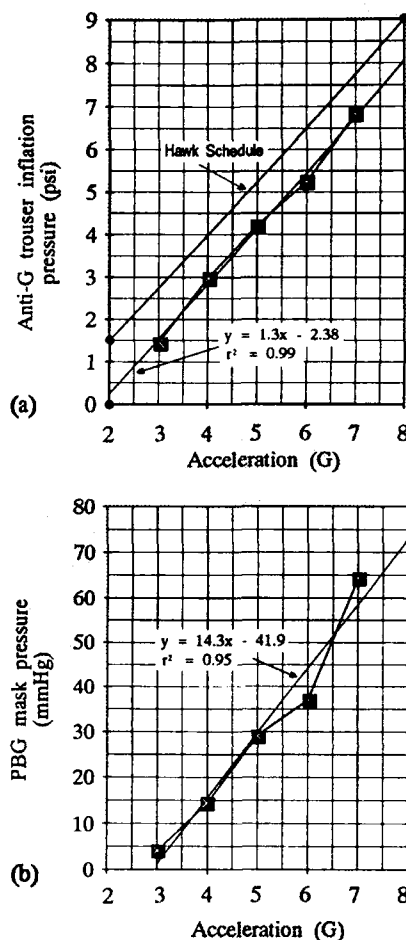 9
8
7
6
5
4
3
2
1
0
Anti-G trouser inflation
pressure (psi)
Hawk Schedule
y = 1.3x - 2.38
r² = 0.99
(a)
2 3 4 5 6 7 8
Acceleration (G)
80
70
60
50
40
30
20
10
0
PBG mask pressure
(mmHg)
y = 14.3x - 41.9
r² = 0.95
(b)
2 3 4 5 6 7 8
Acceleration (G)